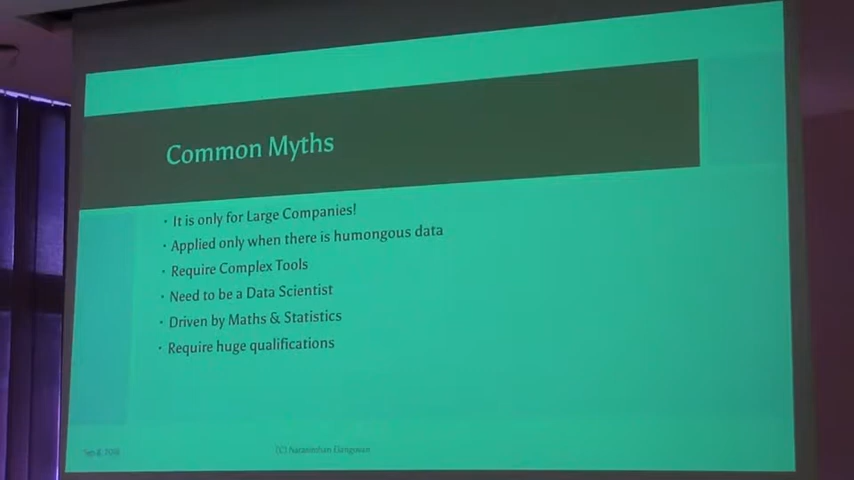 Common Myths
• It is only for Large Companies!
• Applied only when there is humongous data
• Require Complex Tools
• Need to be a Data Scientist
• Driven by Maths & Statistics
• Require huge qualifications
(C)